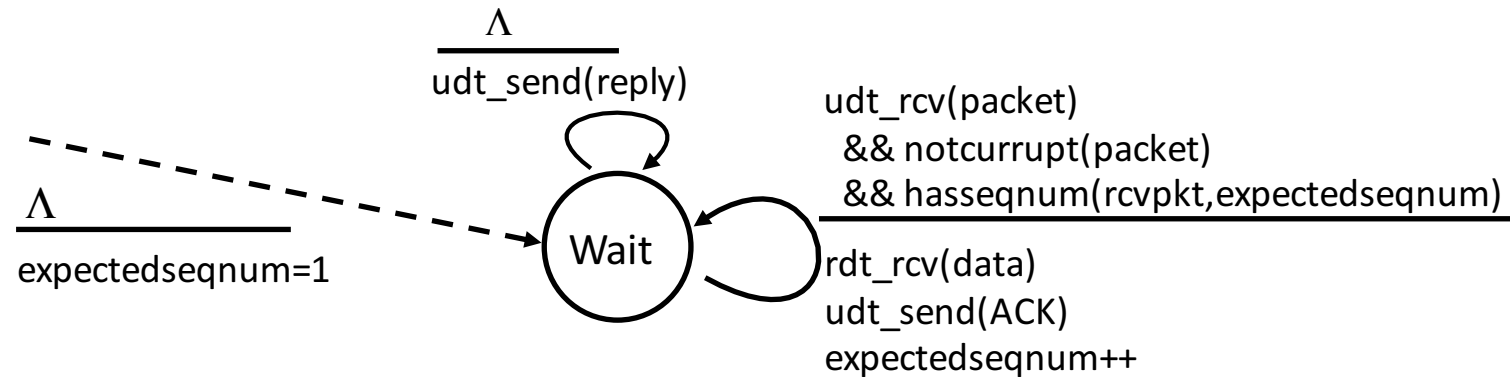 Λ
udt_send(reply)
udt_rcv(packet)
&& notcurrupt(packet)
&& hasseqnum(rcvpkt,expectedseqnum)
Λ
expectedseqnum=1
Wait
rdt_rcv(data)
udt_send(ACK)
expectedseqnum++